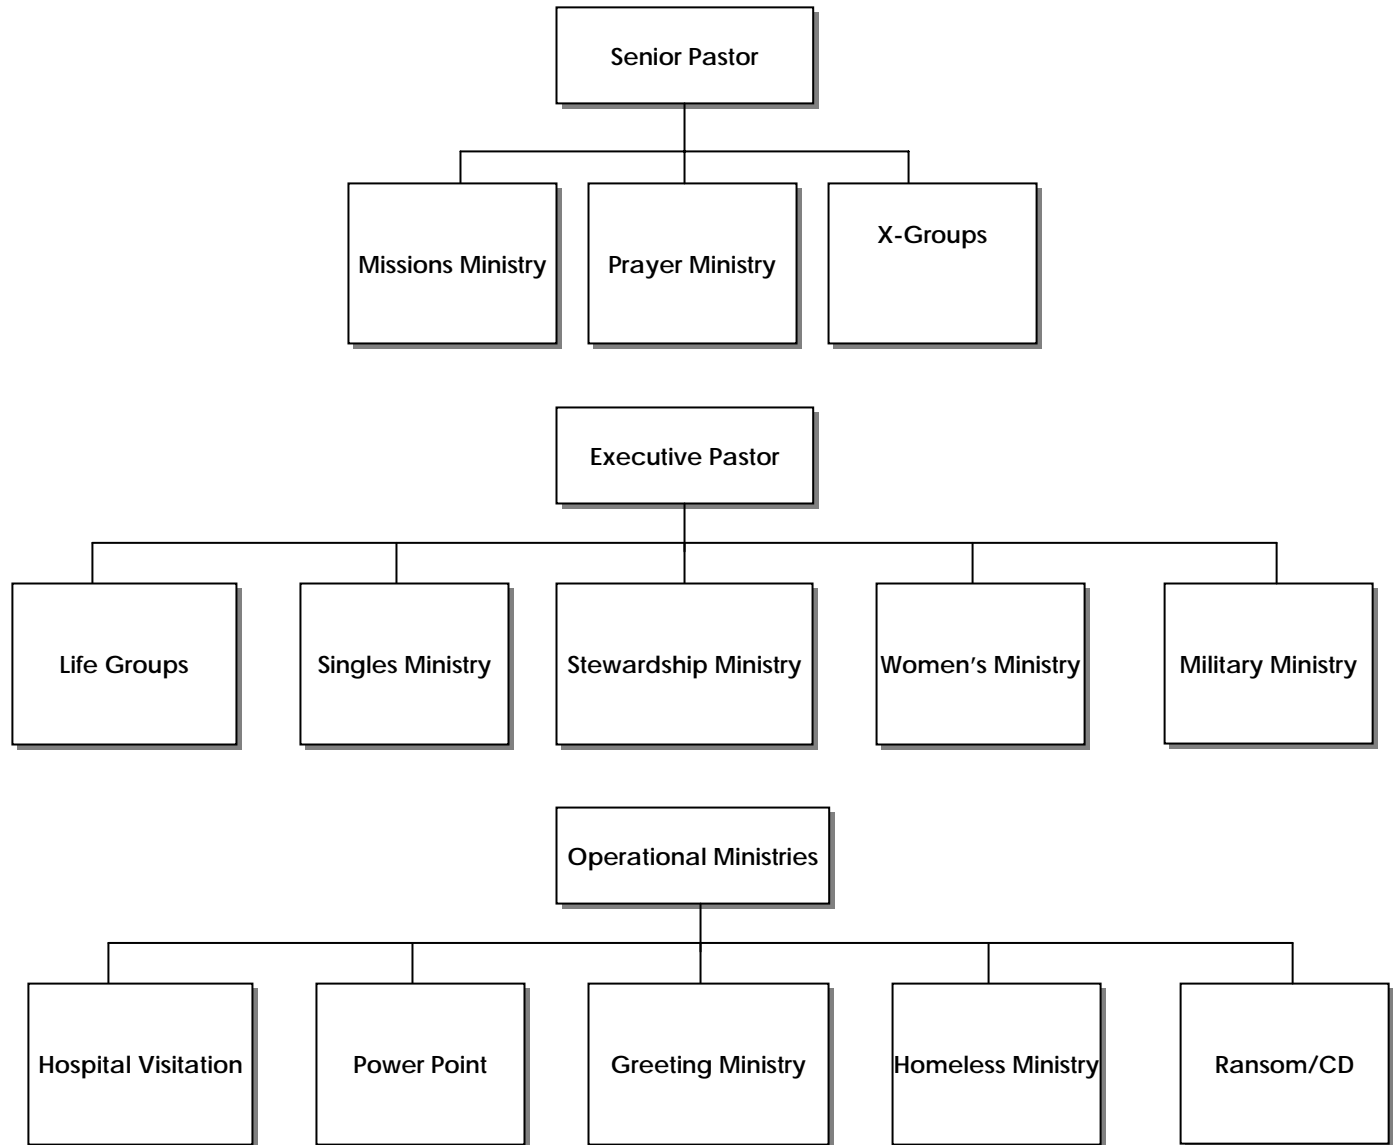 Senior Pastor
Missions Ministry
Prayer Ministry
X-Groups
Executive Pastor
Life Groups
Singles Ministry
Stewardship Ministry
Women’s Ministry
Military Ministry
Operational Ministries
Hospital Visitation
Power Point
Greeting Ministry
Homeless Ministry
Ransom/CD